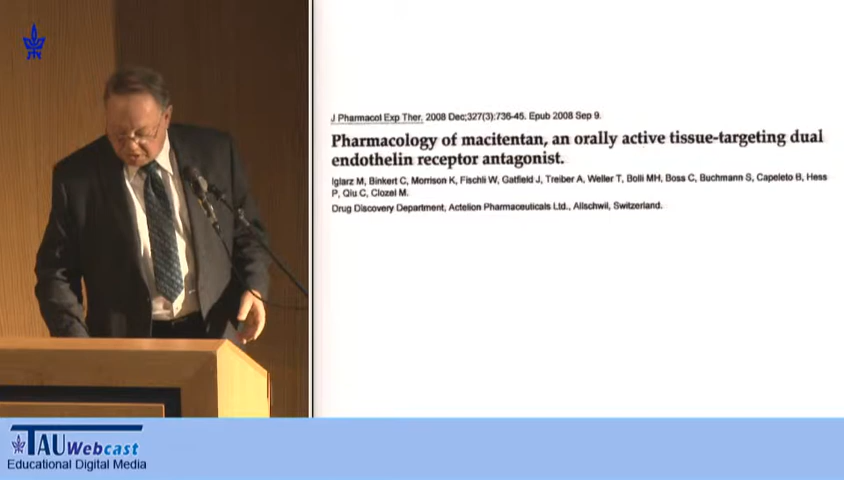 J Pharmacol Exp Ther. 2008 Dec;327(3):736-45. Epub 2008 Sep 9.
Pharmacology of macitentan, an orally active tissue-targeting dual
endothelin receptor antagonist.
Iglarz M, Binkert C, Morrison K, Fischli W, Gatfield J, Treiber A, Weller T, Bolli MH, Boss C, Buchmann S, Capeleto B, Hess
P, Qiu C, Clozel M.
Drug Discovery Department, Actelion Pharmaceuticals Ltd., Allschwil, Switzerland.
TAU Webcast
Educational Digital Media